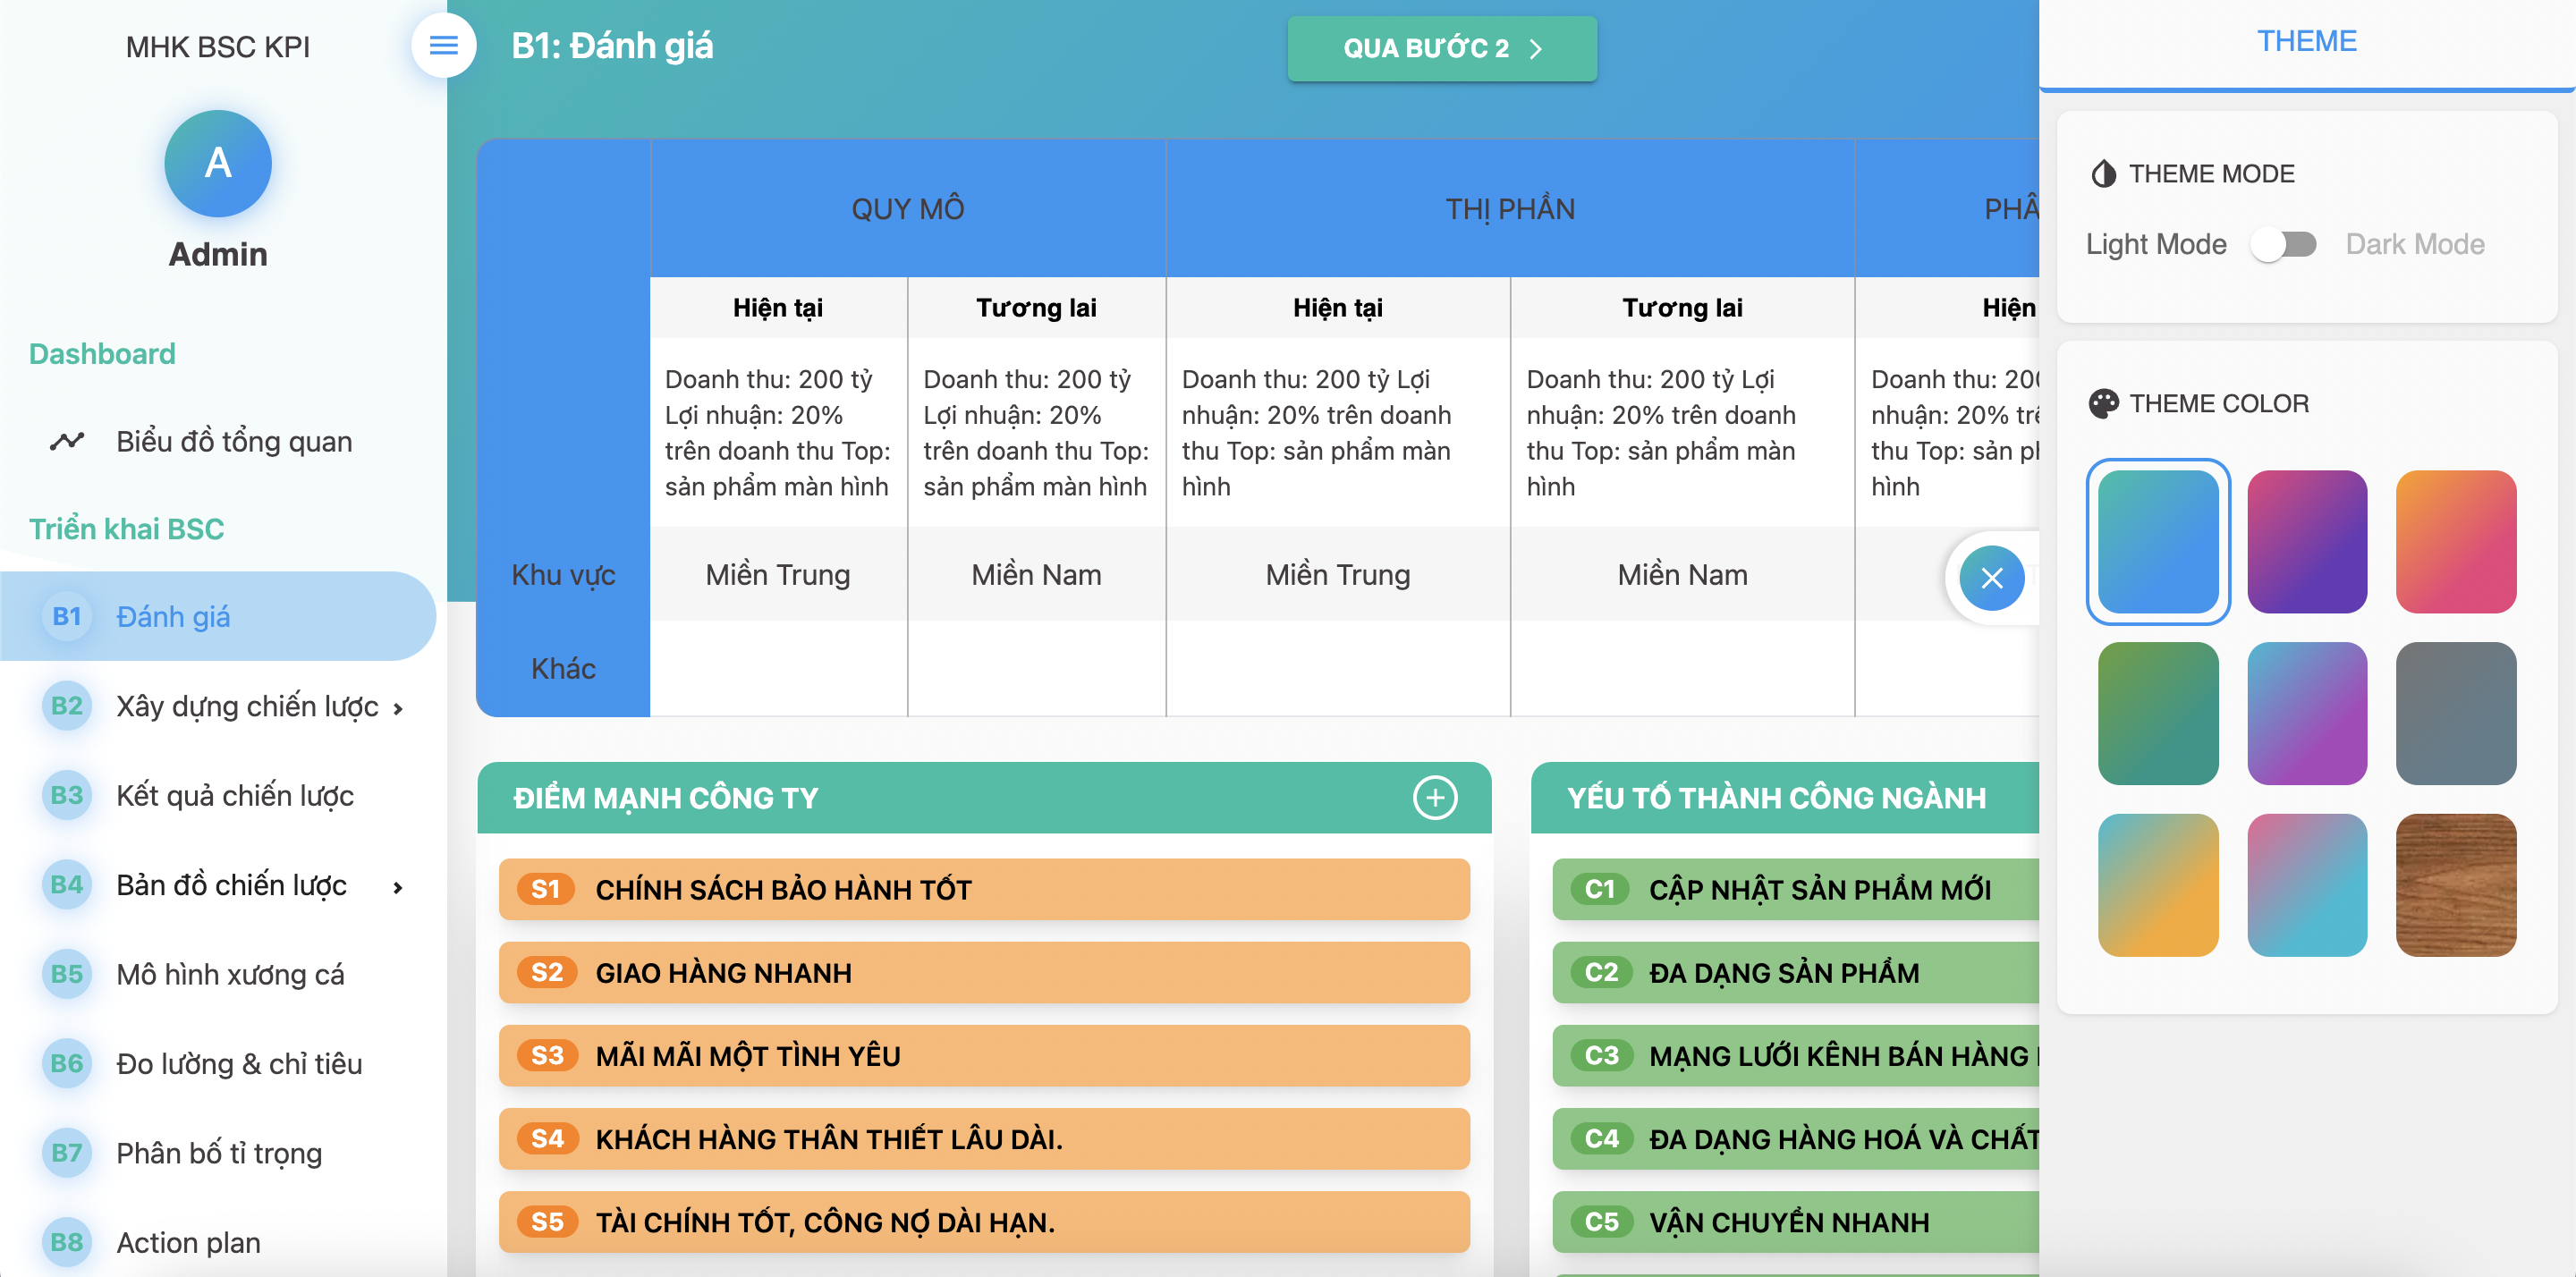 MHK BSC KPI
A
Admin
Dashboard
Biểu đồ tổng quan
Triển khai BSC
B1 Đánh giá
B2 Xây dựng chiến lược
B3 Kết quả chiến lược
B4 Bản đồ chiến lược
B5 Mô hình xương cá
B6 Đo lường & chỉ tiêu
B7 Phân bố tỉ trọng
B8 Action plan
B1: Đánh giá
QUA BƯỚC 2
QUY MÔ
THỊ PHẦN
Hiện tại
Tương lai
Hiện tại
Tương lai
Hiện
Doanh thu: 200 tỷ
Lợi nhuận: 20%
trên doanh thu Top:
sản phẩm màn hình
Doanh thu: 200 tỷ
Lợi nhuận: 20%
trên doanh thu Top:
sản phẩm màn hình
Doanh thu: 200 tỷ Lợi
nhuận: 20% trên doanh
thu Top: sản phẩm màn
hình
Doanh thu: 200 tỷ Lợi
nhuận: 20% trên doanh
thu Top: sản phẩm màn
hình
Doanh thu:
nhuận: 20%
thu Top: sản
hình
Khu vực
Miền Trung
Miền Nam
Miền Trung
Miền Nam
Khác
ĐIỂM MẠNH CÔNG TY
S1 CHÍNH SÁCH BẢO HÀNH TỐT
S2 GIAO HÀNG NHANH
S3 MÃI MÃI MỘT TÌNH YÊU
S4 KHÁCH HÀNG THÂN THIẾT LÂU DÀI.
S5 TÀI CHÍNH TỐT, CÔNG NỢ DÀI HẠN.
YẾU TỐ THÀNH CÔNG NGÀNH
C1 CẬP NHẬT SẢN PHẨM MỚI
C2 ĐA DẠNG SẢN PHẨM
C3 MẠNG LƯỚI KÊNH BÁN HÀNG
C4 ĐA DẠNG HÀNG HOÁ VÀ CHẤT
C5 VẬN CHUYỂN NHANH
THEME
THEME MODE
Light Mode
Dark Mode
THEME COLOR